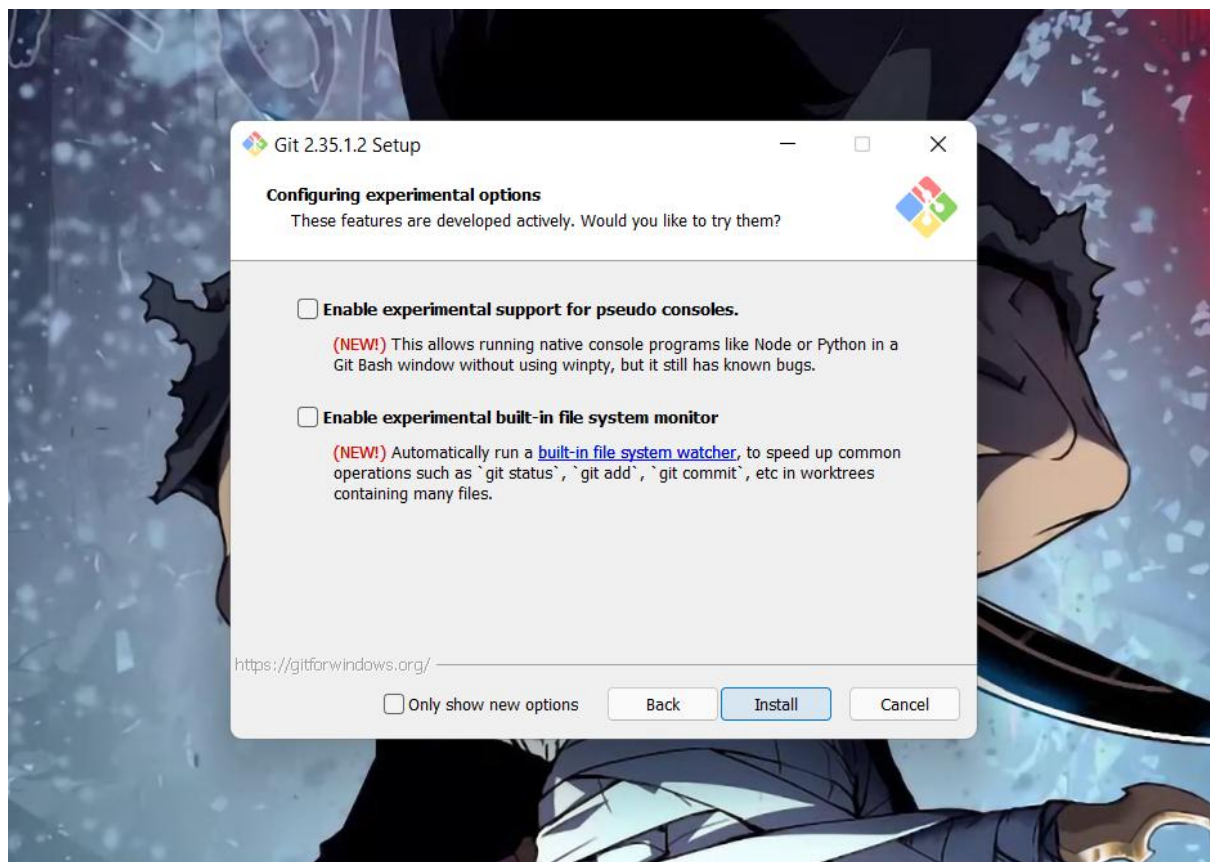 Git 2.35.1.2 Setup
Configuring experimental options
These features are developed actively. Would you like to try them?
Enable experimental support for pseudo consoles.
(NEW!) This allows running native console programs like Node or Python in a
Git Bash window without using winpty, but it still has known bugs.
Enable experimental built-in file system monitor
(NEW!) Automatically run a built-in file system watcher, to speed up common
operations such as `git status`, `git add`, `git commit`, etc in worktrees
containing many files.
https://gitforwindows.org/
Only show new options Back Install Cancel